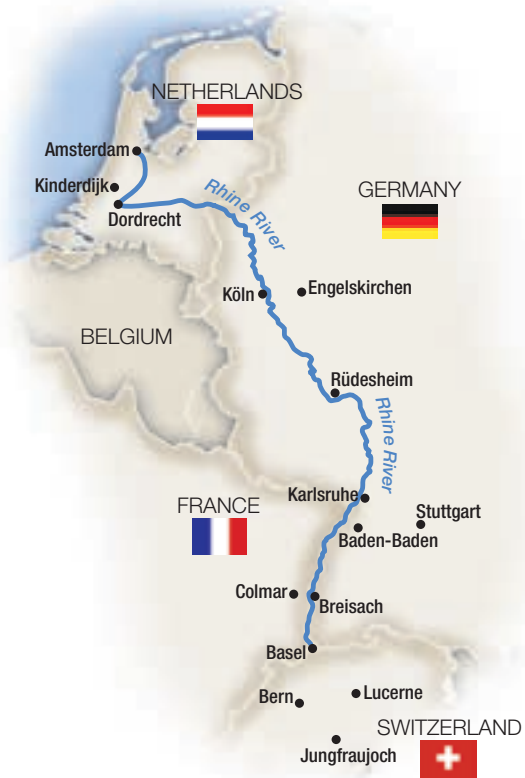 NETHERLANDS
Amsterdam
Kinderdijk
Rhine River
GERMANY
Dordrecht
Köln
Engelskirchen
BELGIUM
Rüdesheim
Rhine River
Karlsruhe
FRANCE
Stuttgart
Baden-Baden
Colmar
Breisach
Basel
Bern
Lucerne
SWITZERLAND
Jungfraujoch